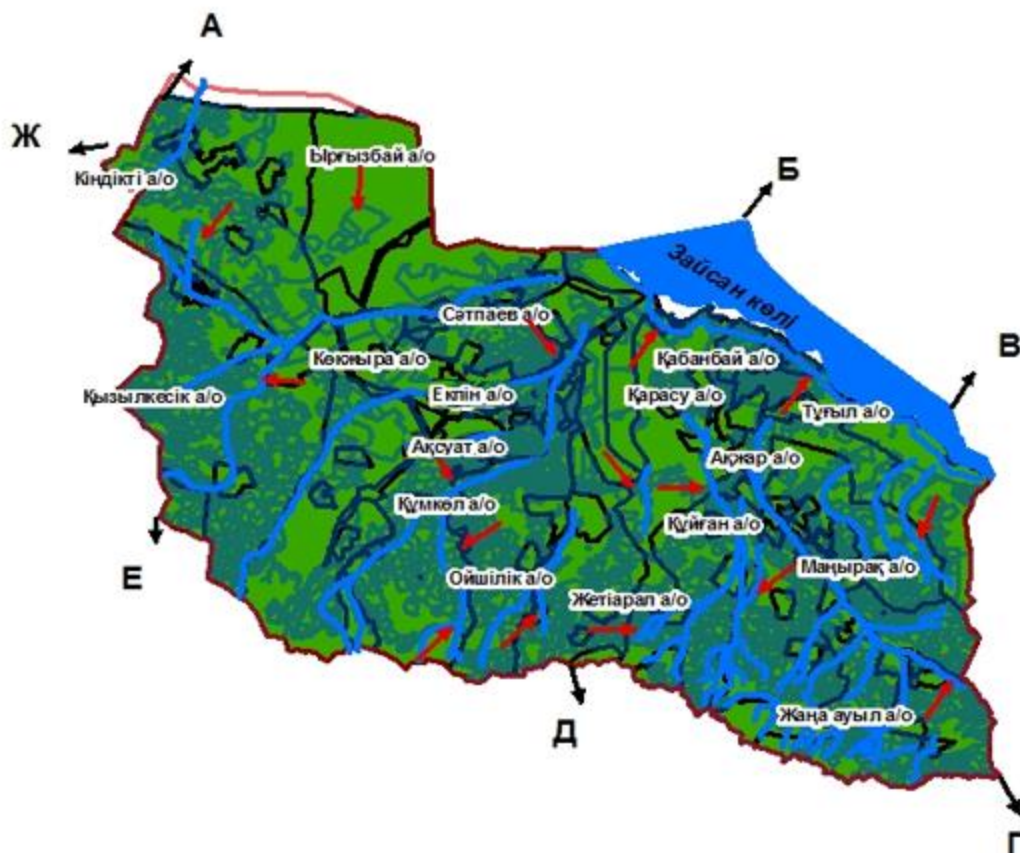 А
Ж
Ырғызбай а/о
Кіндікті а/о
Б
Зайсан көлі
Сәтпаев а/о
В
Көкжыра а/о
Қабанбай а/о
Қызылкесік а/о
Екпін а/о
Қарасу а/о
Тұғыл а/о
Ақсуат а/о
Ақжар а/о
Құмкөл а/о
Құйған а/о
Е
Ойшілік а/о
Маңырақ а/о
Жетіарал а/о
Жаңа ауыл а/о
Д
Г